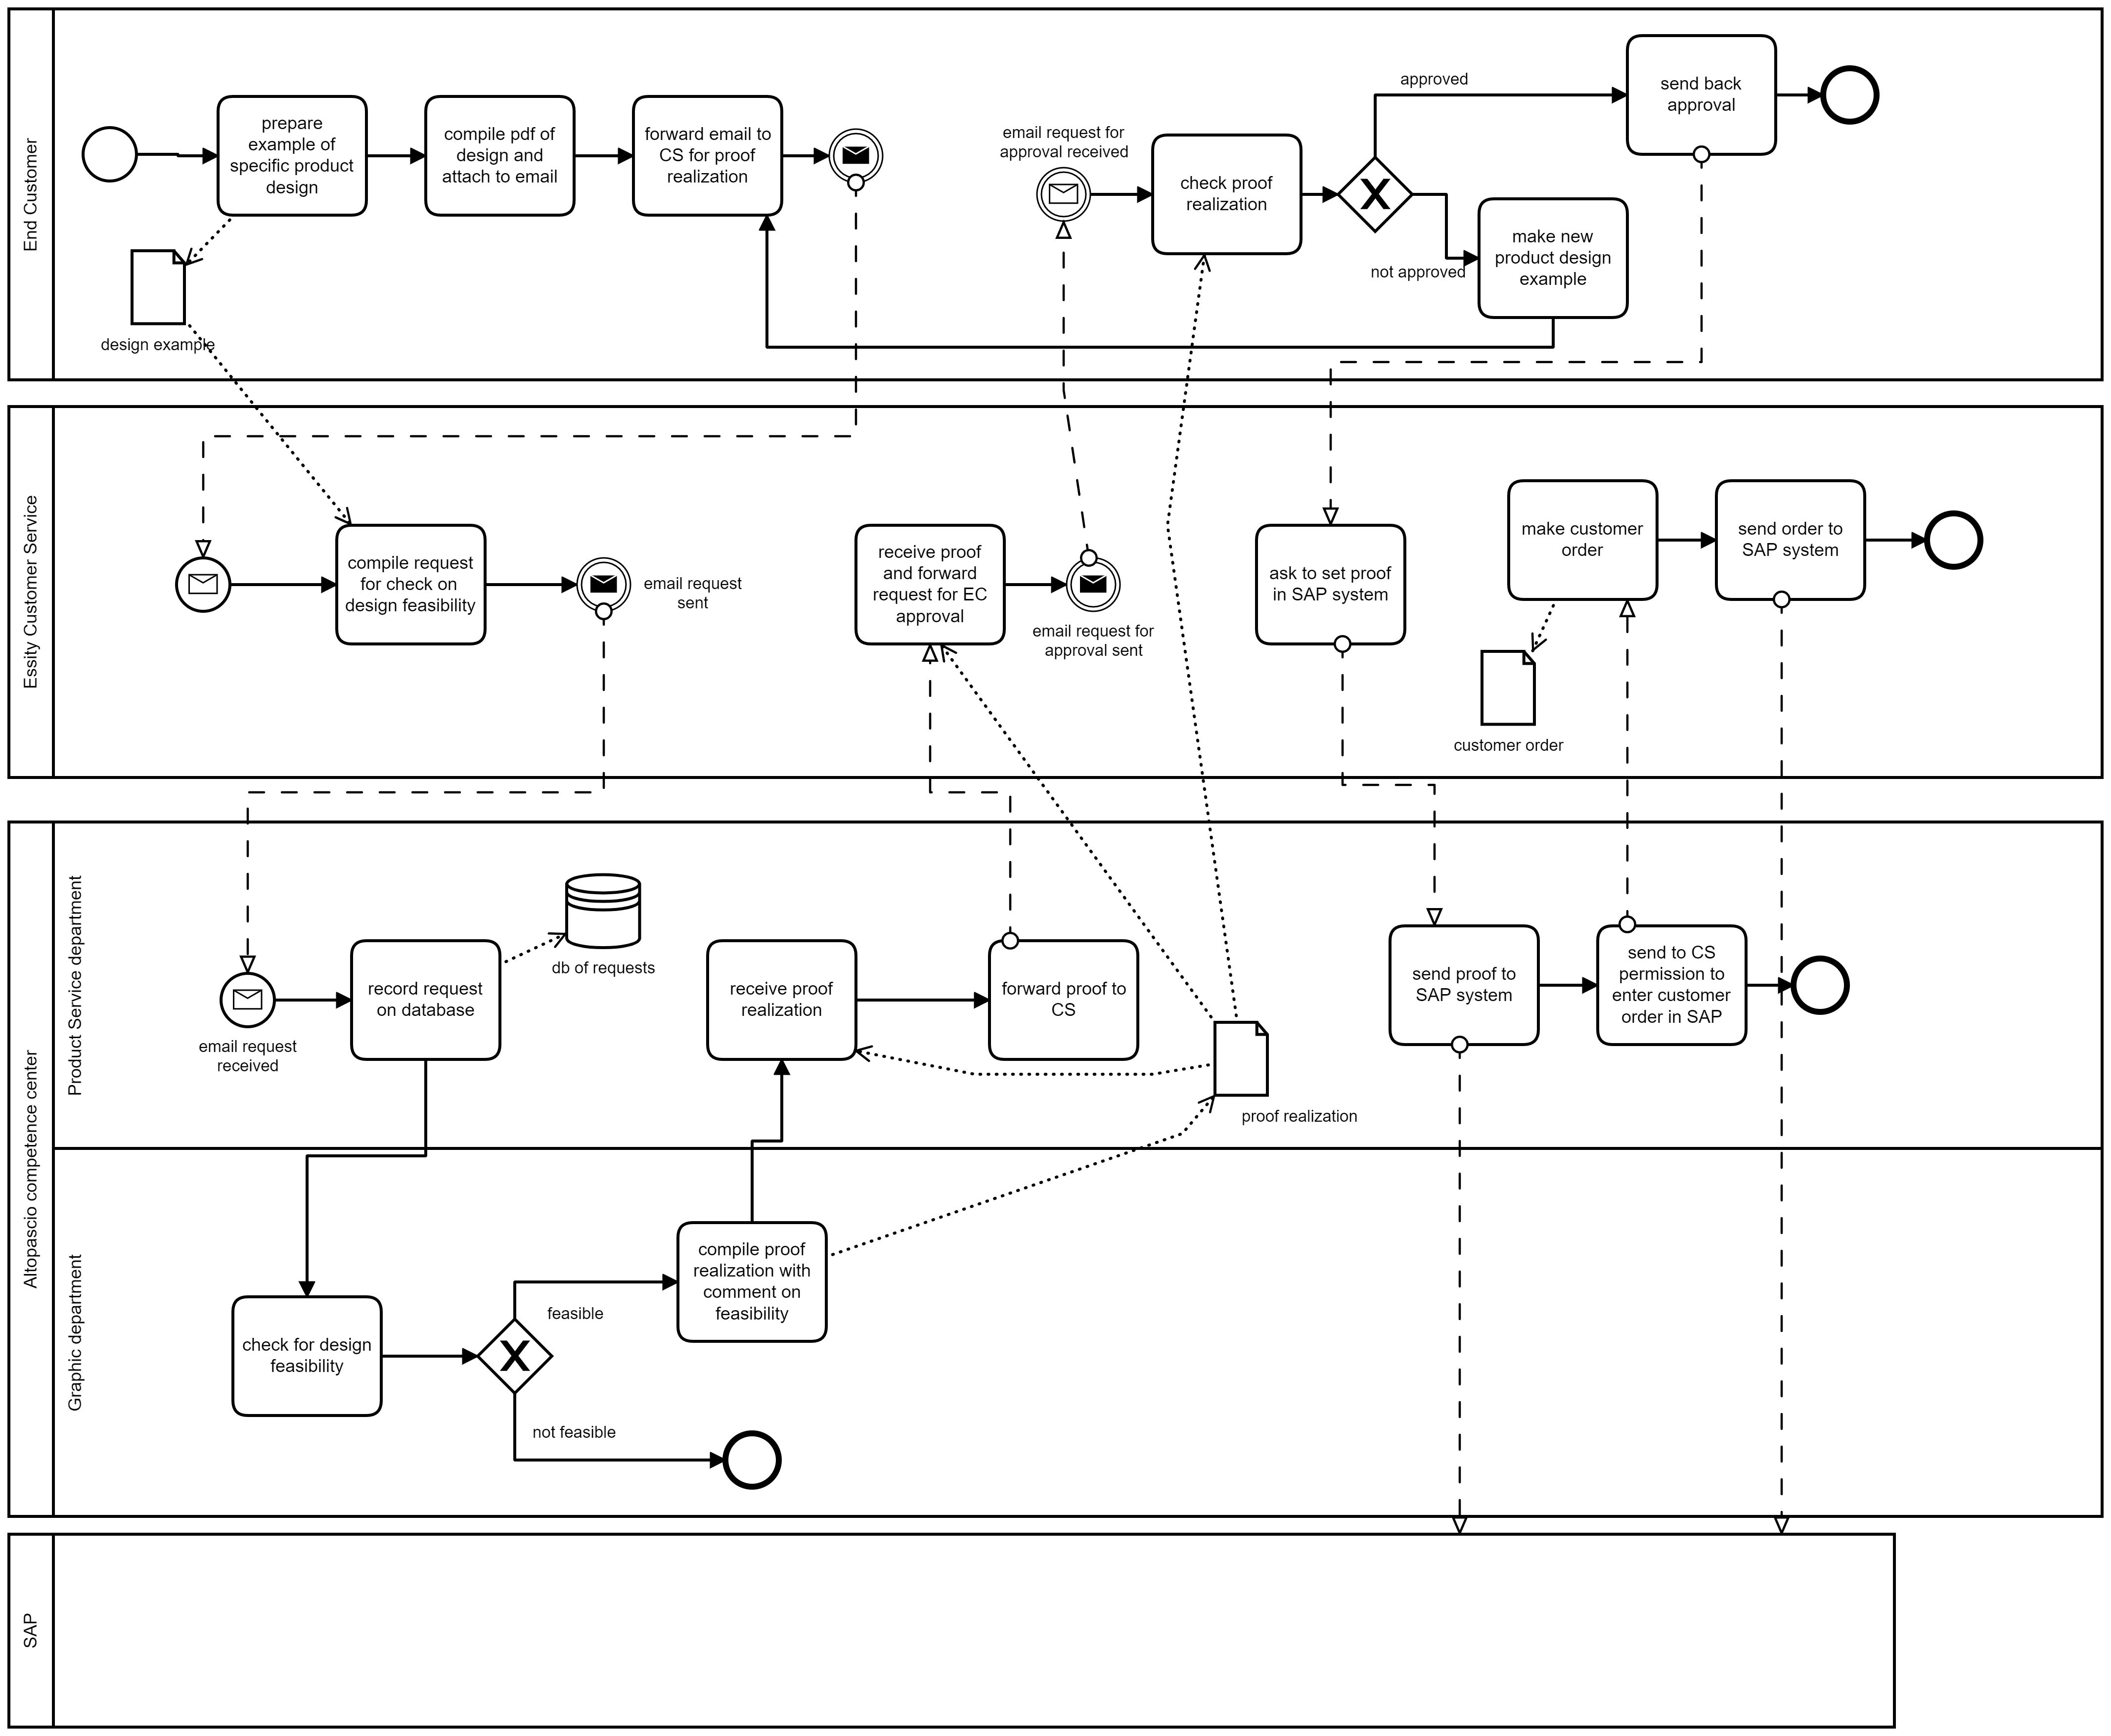 End Customer
prepare
example of
specific product
design
compile pdf of
design and
attach to email
forward email to
CS for proof
realization
email request for
approval received
check proof
realization
approved
not approved
send back
approval
make new
product design
example
design example
Essity Customer Service
compile request
for check on
design feasibility
email request
sent
receive proof
and forward
request for EC
approval
email request for
approval sent
ask to set proof
in SAP system
make customer
order
send order to
SAP system
customer order
Altopascio competence center
Product Service department
email request
received
record request
on database
db of requests
receive proof
realization
forward proof to
CS
proof realization
send proof to
SAP system
send to CS
permission to
enter customer
order in SAP
Graphic department
check for design
feasibility
feasible
not feasible
compile proof
realization with
comment on
feasibility
SAP